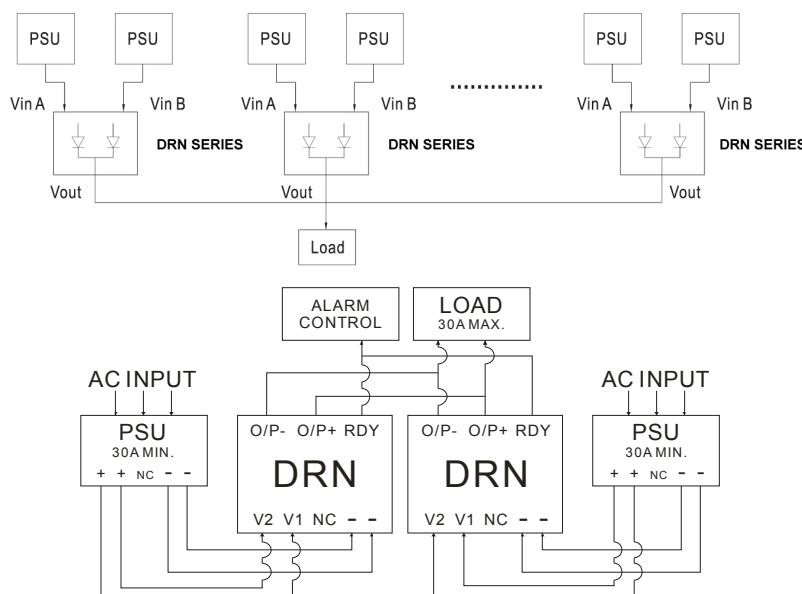 PSU PSU PSU PSU PSU PSU
Vin A Vin B Vin A Vin B Vin A Vin B
DRN SERIES DRN SERIES DRN SERIES
Vout Vout Vout
Load
ALARM CONTROL
LOAD
30A MAX.
AC INPUT AC INPUT
PSU
30A MIN.
+ + NC - -
O/P- O/P+ RDY
DRN
V2 V1 NC - -
O/P- O/P+ RDY
DRN
V2 V1 NC - -
PSU
30A MIN.
+ + NC - -